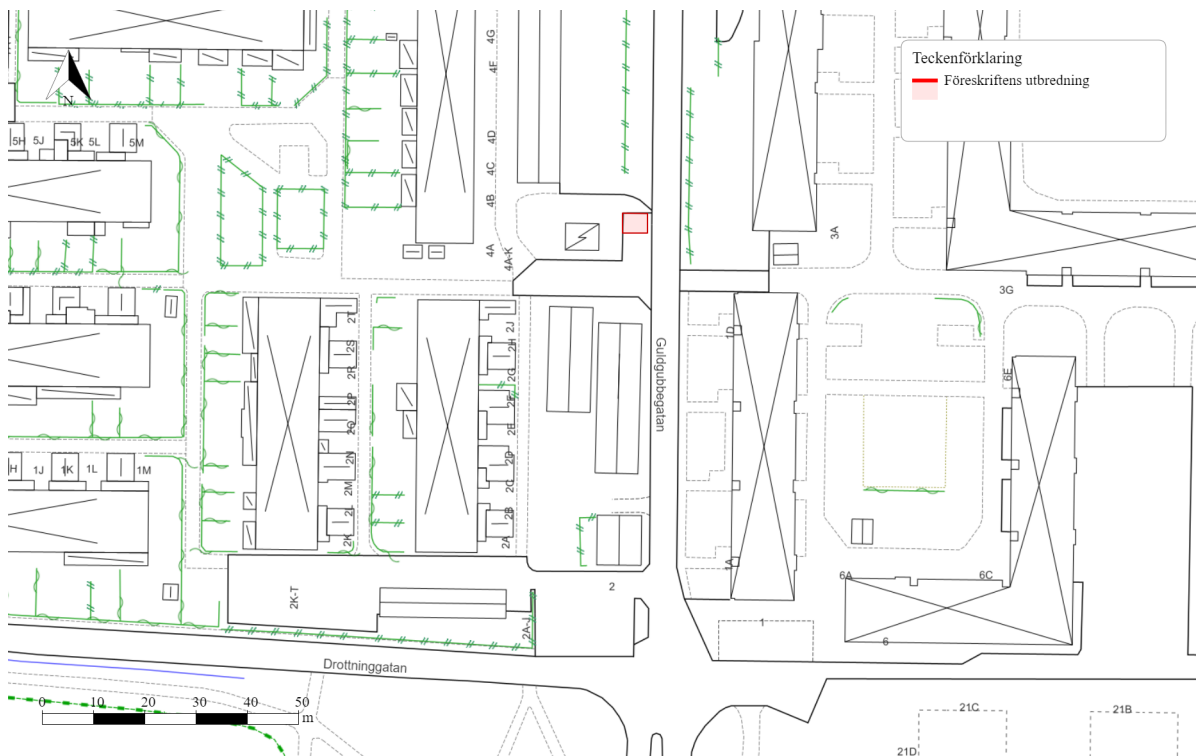 4G
4F
4D
4C
4B
4A
4A-K
Teckenförklaring
Föreskriftens utbredning
N
5H
5J
5K
5L
5M
3A
3G
2T
2S
2R
2P
2O
2N
2M
2L
2K
2J
2H
2G
2F
2E
2D
2C
2B
2A
Guldgubbegatan
1D
1A
6E
H
1J
1K
1L
1M
2K-T
2A-J
2
1
6A
6C
6
Drottninggatan
0
10
20
30
40
50
m
21C
21B
21D